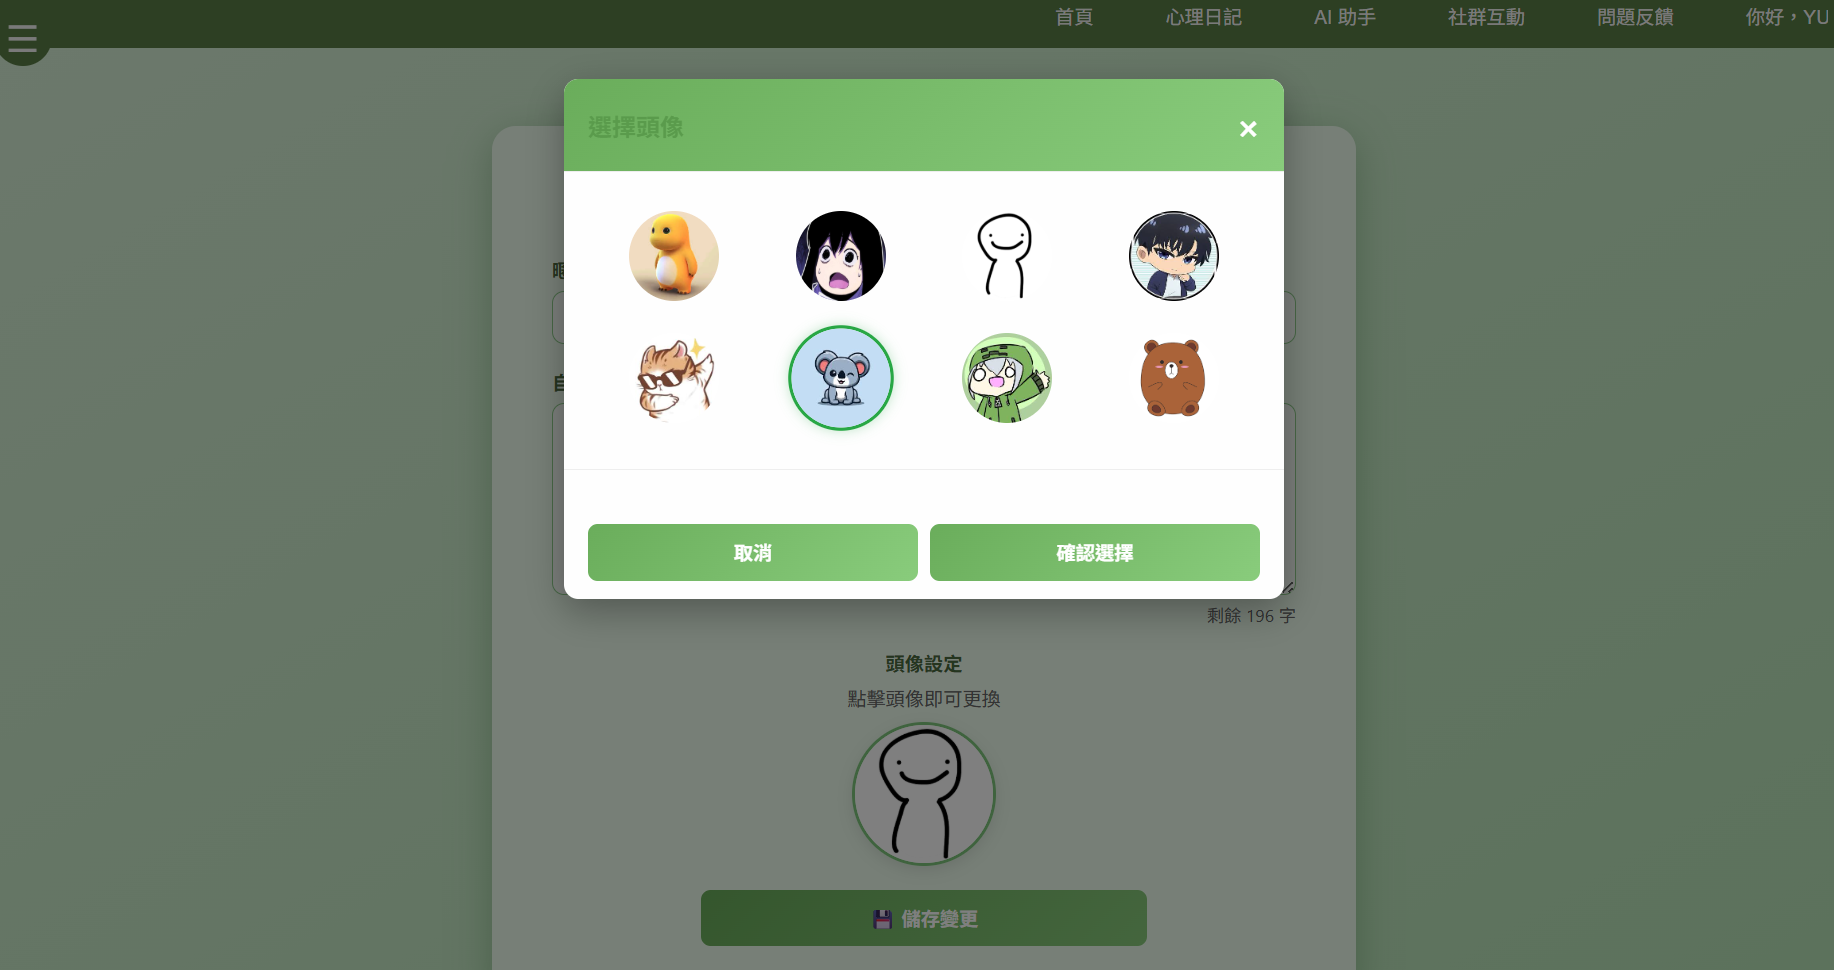 首頁
心理日記
AI 助手
社群互動
問題反饋
你好，YU
選擇頭像
取消
確認選擇
剩餘 196 字
頭像設定
點擊頭像即可更換
儲存變更